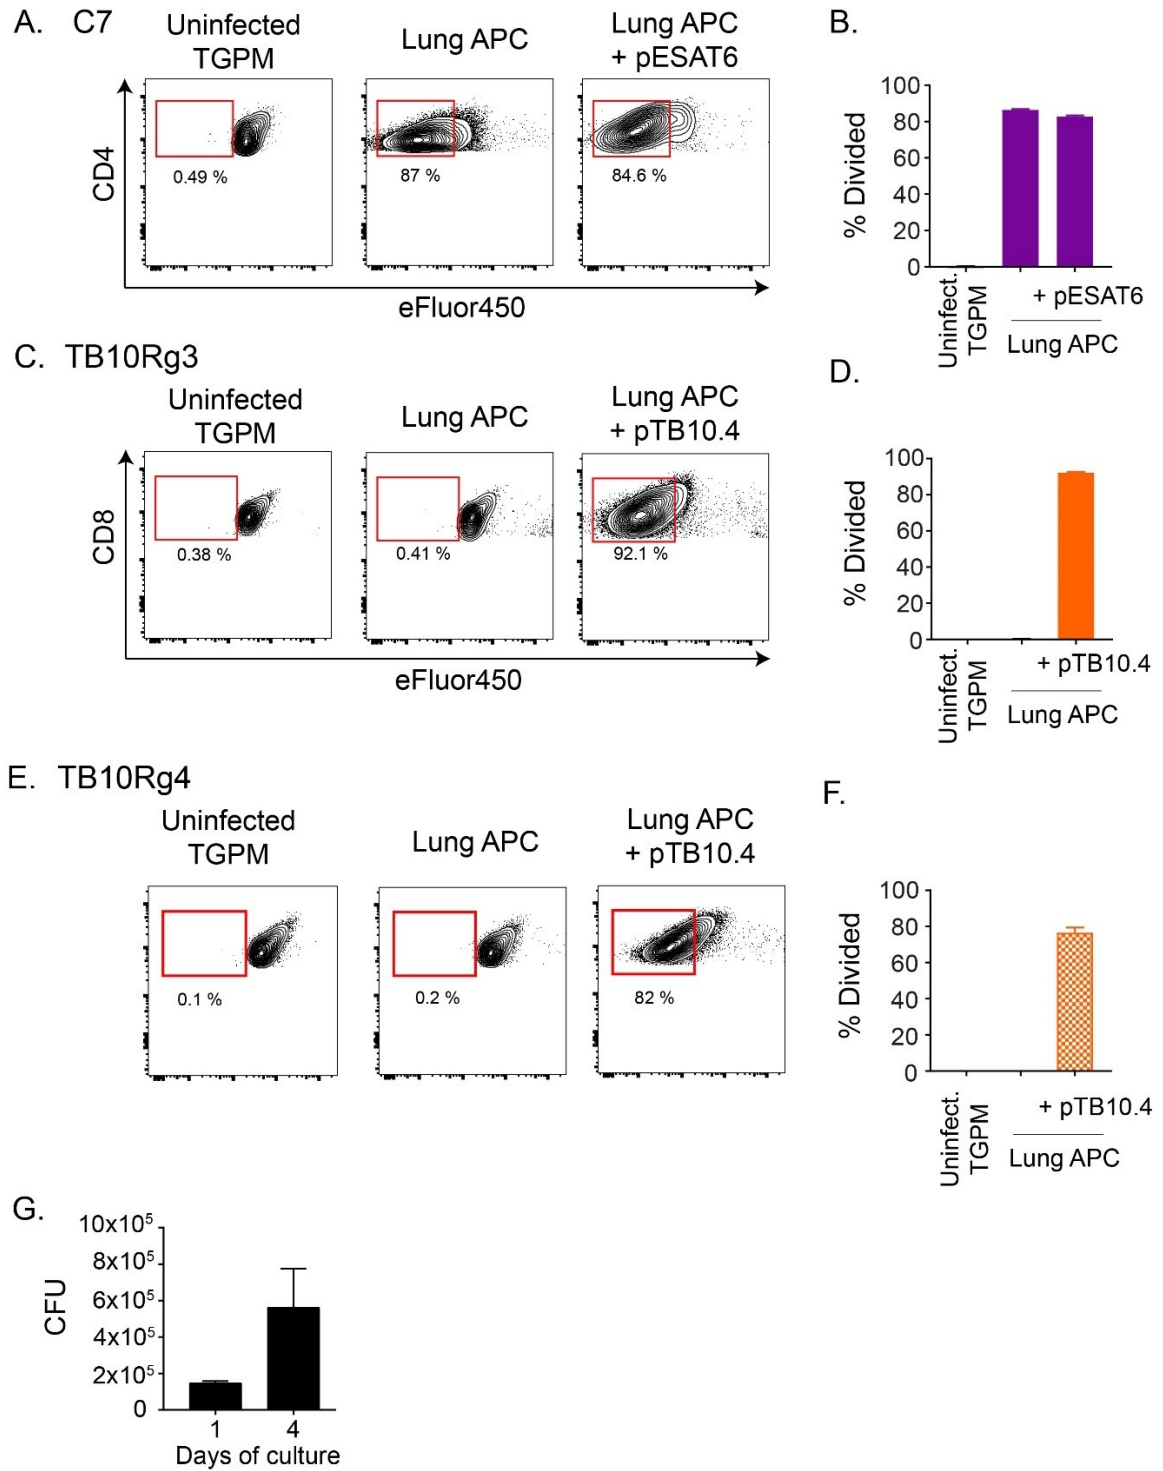 A. C7
Uninfected
TGPM
Lung APC
Lung APC
+ pESAT6
CD4
0.49 %
87 %
84.6 %
eFluor450
B.
100
80
60
40
20
0
% Divided
Uninfect.
TGPM
+ pESAT6
Lung APC
C. TB10Rg3
Uninfected
TGPM
Lung APC
Lung APC
+ pTB10.4
CD8
0.38 %
0.41 %
92.1 %
eFluor450
D.
100
80
60
40
20
0
% Divided
Uninfect.
TGPM
+ pTB10.4
Lung APC
E. TB10Rg4
Uninfected
TGPM
Lung APC
Lung APC
+ pTB10.4
0.1 %
0.2 %
82 %
F.
100
80
60
40
20
0
% Divided
Uninfect.
TGPM
+ pTB10.4
Lung APC
G.
10x10⁵
8x10⁵
6x10⁵
4x10⁵
2x10⁵
0
CFU
1 4
Days of culture